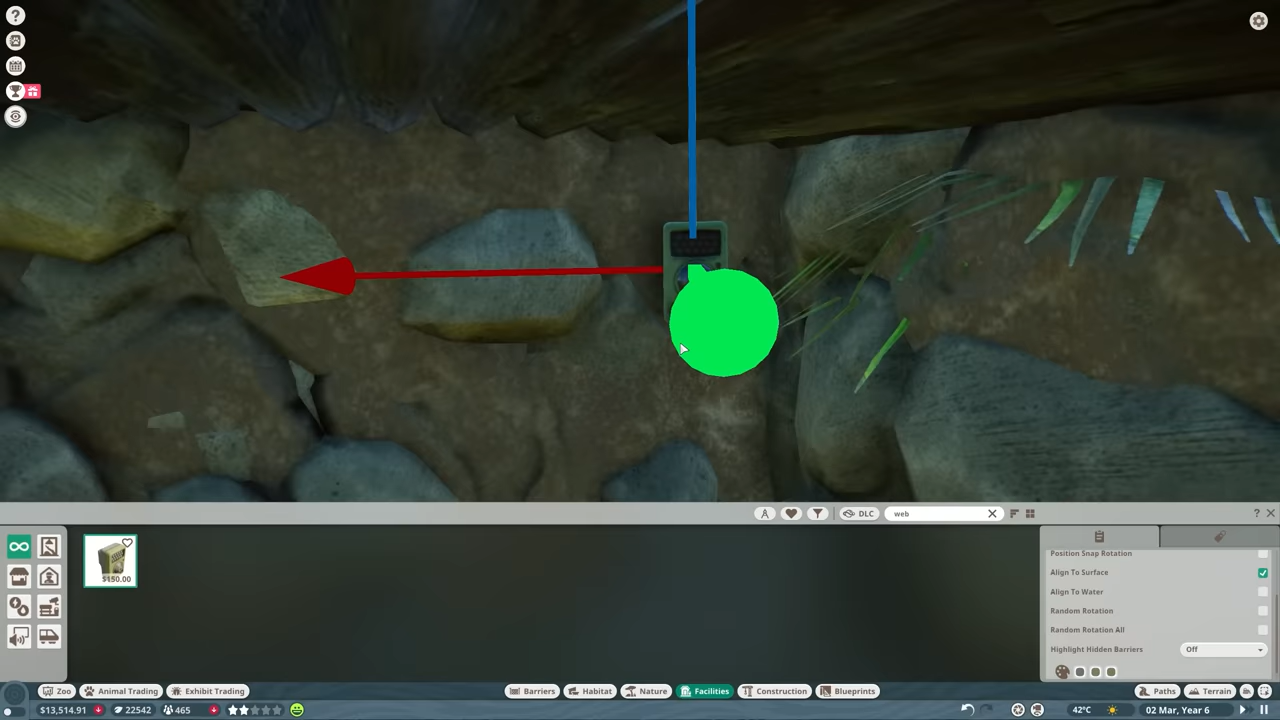 ?
DLC
web
?
$150.00
Position Snap Rotation
Align To Surface
Align To Water
Random Rotation
Random Rotation All
Highlight Hidden Barriers
Off
Zoo
Animal Trading
Exhibit Trading
Barriers
Habitat
Nature
Facilities
Construction
Blueprints
Paths
Terrain
$13,514.91
22542
465
42°C
02 Mar, Year 6